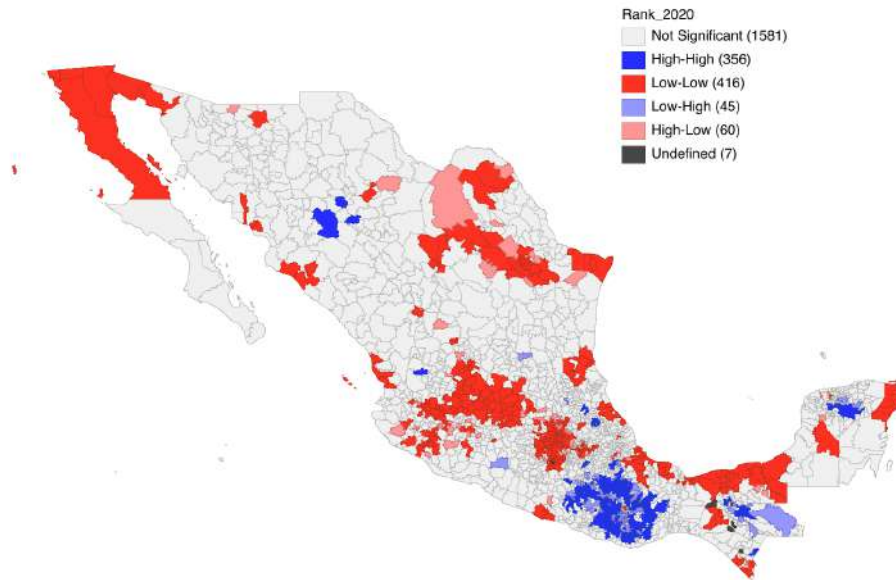 Rank_2020
Not Significant (1581)
High-High (356)
Low-Low (416)
Low-High (45)
High-Low (60)
Undefined (7)